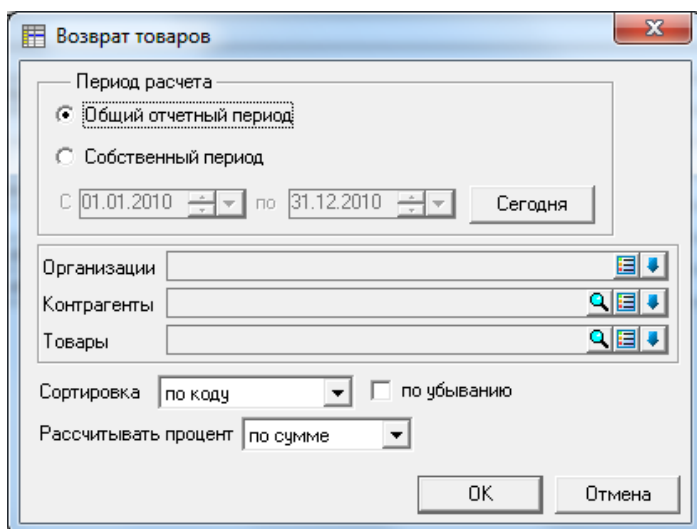 Возврат товаров
Период расчета
Общий отчетный период
Собственный период
С 01.01.2010 по 31.12.2010 Сегодня
Организации
Контрагенты
Товары
Сортировка по коду по убыванию
Рассчитывать процент по сумме
ОК Отмена